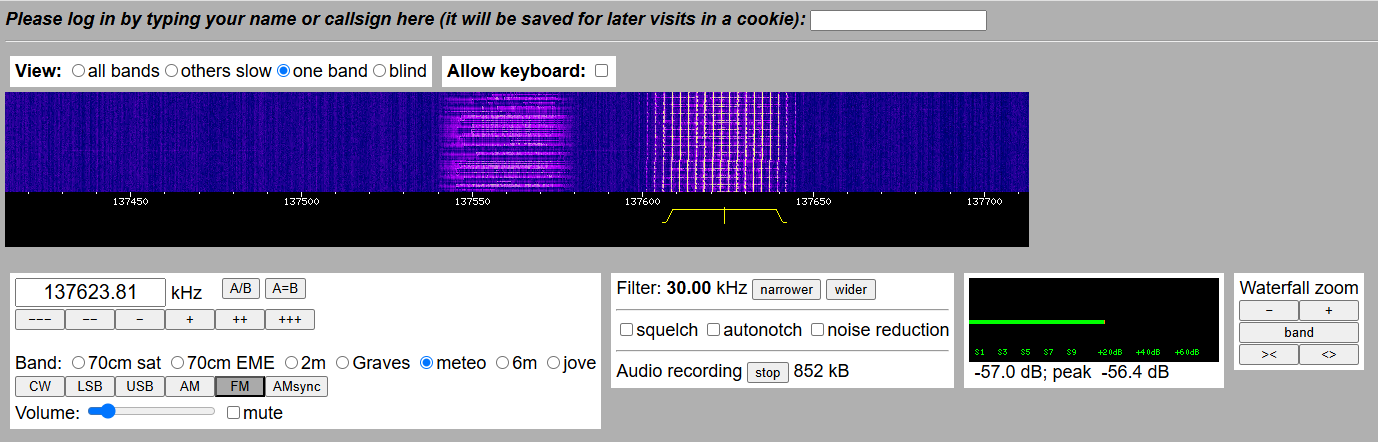 Please log in by typing your name or callsign here (it will be saved for later visits in a cookie):
View: all bands others slow one band blind Allow keyboard:
137450 137500 137550 137600 137650 137700
137623.81 kHz A/B A=B
--- -- - + ++ +++
Band: 70cm sat 70cm EME 2m Graves meteo 6m jove
CW LSB USB AM FM AMsync
Volume: mute
Filter: 30.00 kHz narrower wider
squelch autonotch noise reduction
Audio recording stop 852 kB
S1 S3 S5 S7 S9 +20dB +40dB +60dB
-57.0 dB; peak -56.4 dB
Waterfall zoom
- +
band
>< <>